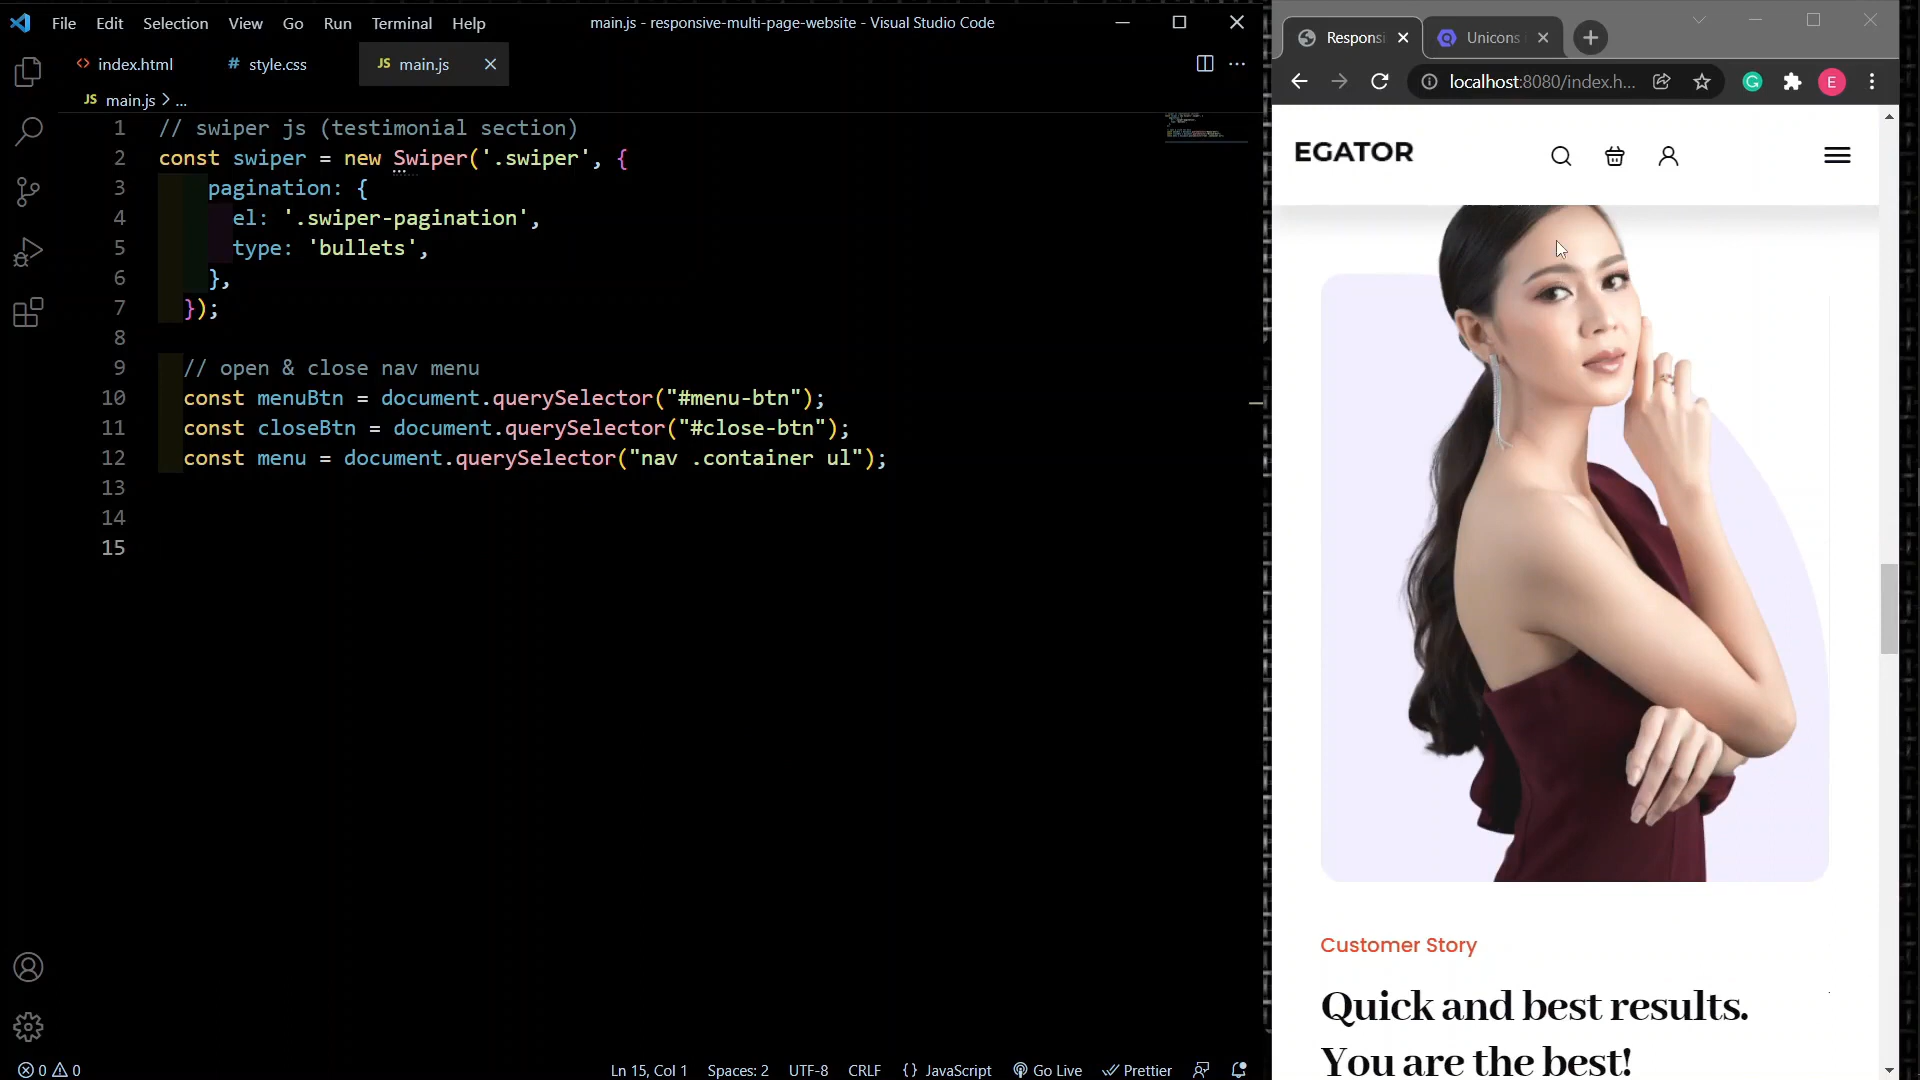 File Edit Selection View Go Run Terminal Help
main.js - responsive-multi-page-website - Visual Studio Code
index.html
# style.css
JS main.js
JS main.js > ...
1 // swiper js (testimonial section)
2 const swiper = new Swiper('.swiper', {
3 pagination: {
4 el: '.swiper-pagination',
5 type: 'bullets',
6 },
7 });
8
9 // open & close nav menu
10 const menuBtn = document.querySelector("#menu-btn");
11 const closeBtn = document.querySelector("#close-btn");
12 const menu = document.querySelector("nav .container ul");
13
14
15
0 0
Ln 15, Col 1 Spaces: 2 UTF-8 CRLF {} JavaScript Go Live Prettier
Responsi
Unicons
localhost:8080/index.h...
E
EGATOR
Customer Story
Quick and best results.
You are the best!